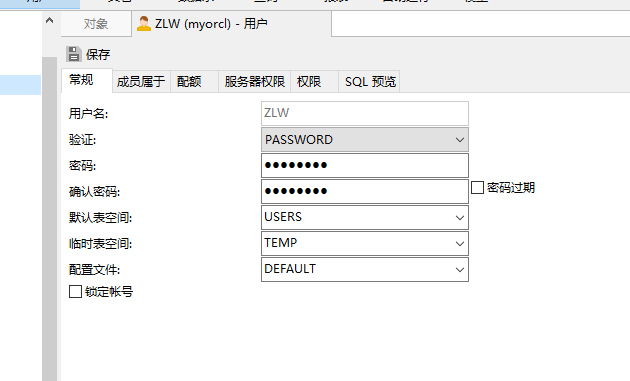 对象 ZLW (myorcl) - 用户
保存
常规 成员属于 配额 服务器权限 权限 SQL 预览
用户名: ZLW
验证: PASSWORD
密码: ●●●●●●●●
确认密码: ●●●●●●●● 密码过期
默认表空间: USERS
临时表空间: TEMP
配置文件: DEFAULT
锁定帐号